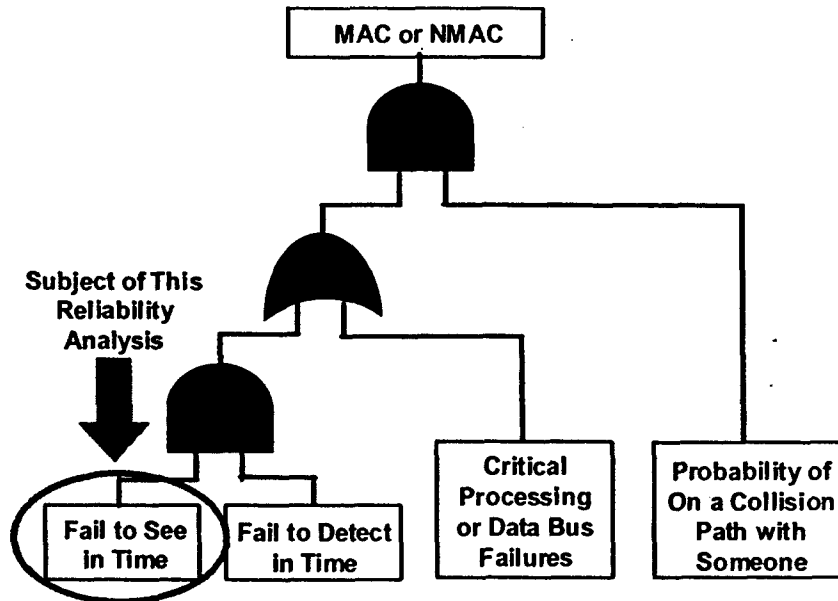 MAC or NMAC
Subject of This
Reliability
Analysis
Fail to See
in Time
Fail to Detect
in Time
Critical
Processing
or Data Bus
Failures
Probability of
On a Collision
Path with
Someone